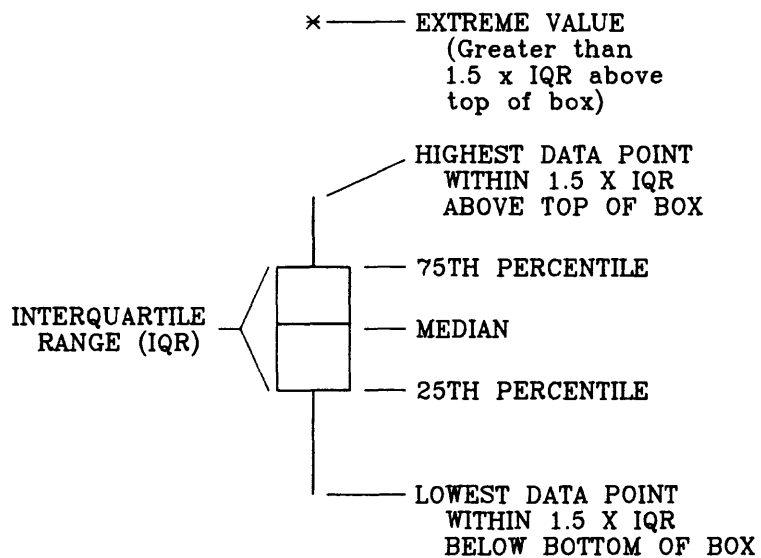 EXTREME VALUE
(Greater than
1.5 x IQR above
top of box)
HIGHEST DATA POINT
WITHIN 1.5 X IQR
ABOVE TOP OF BOX
75TH PERCENTILE
INTERQUARTILE
RANGE (IQR)
MEDIAN
25TH PERCENTILE
LOWEST DATA POINT
WITHIN 1.5 X IQR
BELOW BOTTOM OF BOX